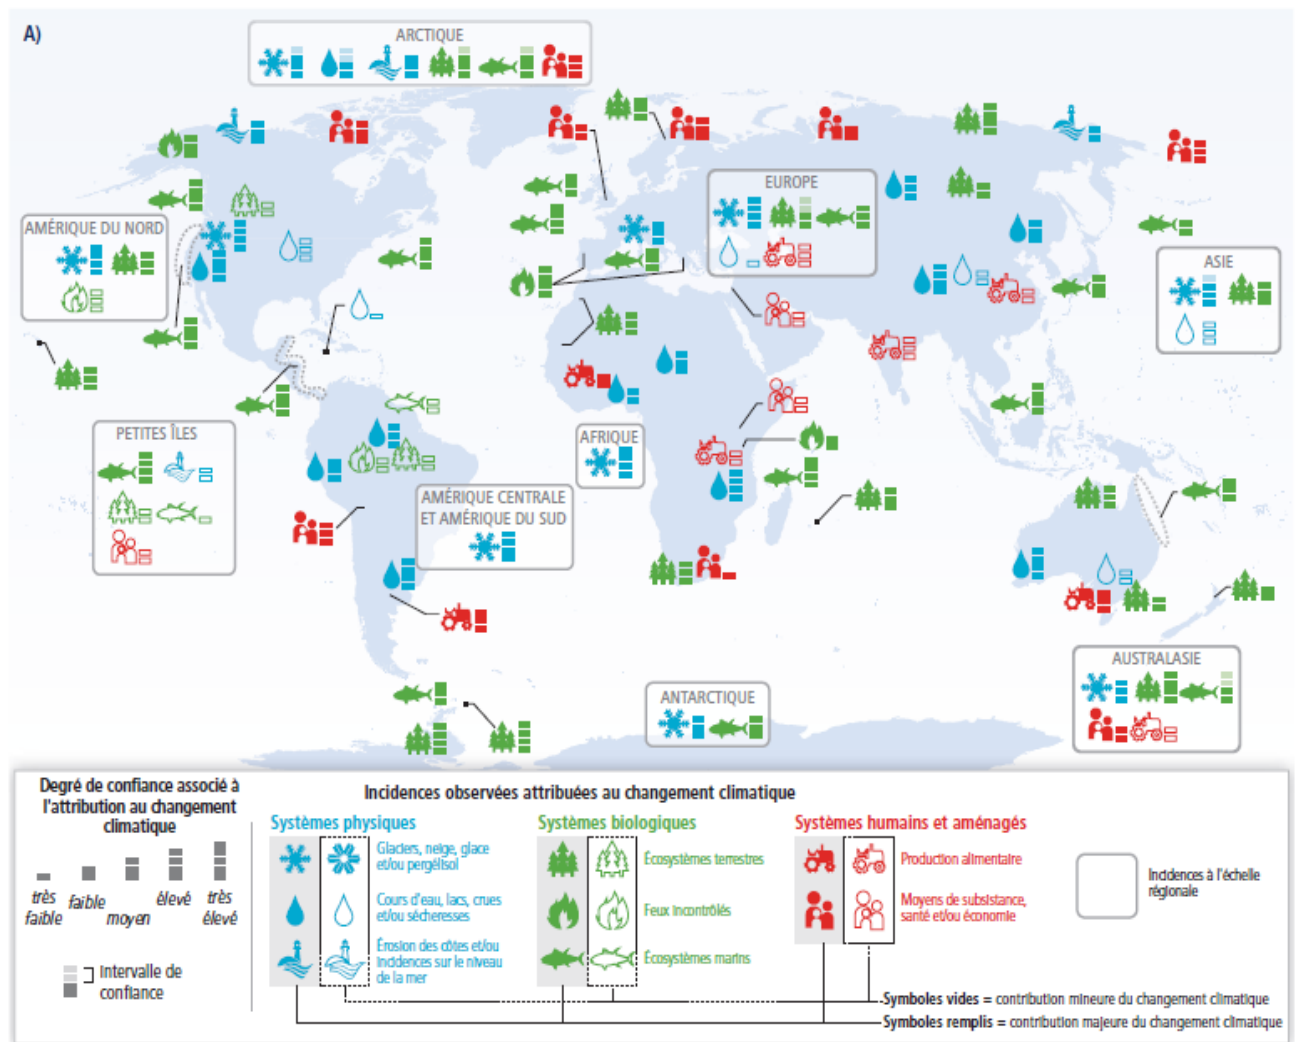 A)
ARCTIQUE
EUROPE
AMÉRIQUE DU NORD
ASIE
PETITES ÎLES
AFRIQUE
AMÉRIQUE CENTRALE
ET AMÉRIQUE DU SUD
AUSTRALASIE
ANTARCTIQUE
Degré de confiance associé à
l'attribution au changement
climatique
très
faible
faible
moyen
élevé
très
élevé
Intervalle de
confiance
Incidences observées attribuées au changement climatique
Systèmes physiques
Glaciers, neige, glace
et/ou pergélisol
Cours d'eau, lacs, crues
et/ou sécheresses
Érosion des côtes et/ou
incidences sur le niveau
de la mer
Systèmes biologiques
Écosystèmes terrestres
Feux incontrôlés
Écosystèmes marins
Systèmes humains et aménagés
Production alimentaire
Moyens de subsistance,
santé et/ou économie
Incidences à l'échelle
régionale
Symboles vides = contribution mineure du changement climatique
Symboles remplis = contribution majeure du changement climatique